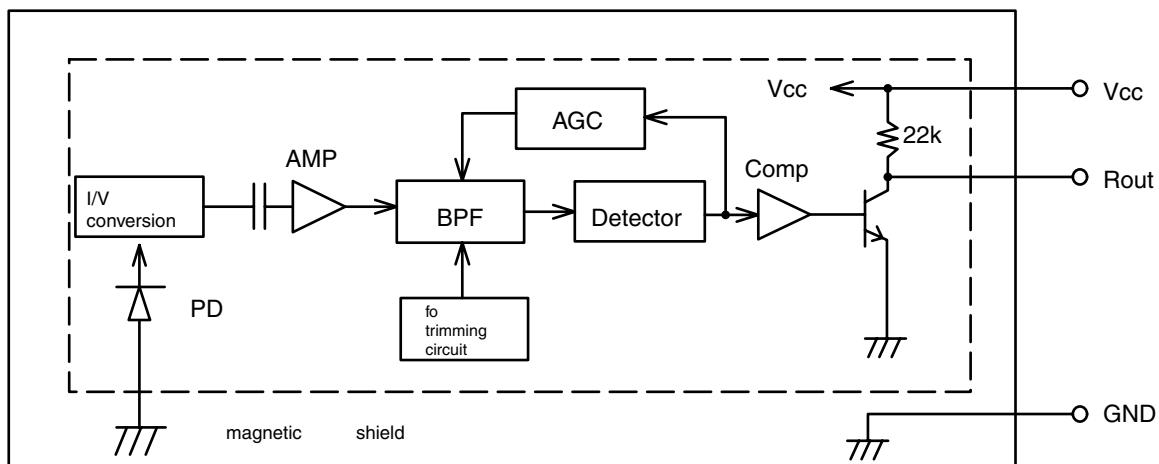 Vcc
Vcc
AGC
22k
AMP
Comp
Rout
I/V
conversion
BPF
Detector
PD
fo
trimming
circuit
GND
magnetic shield